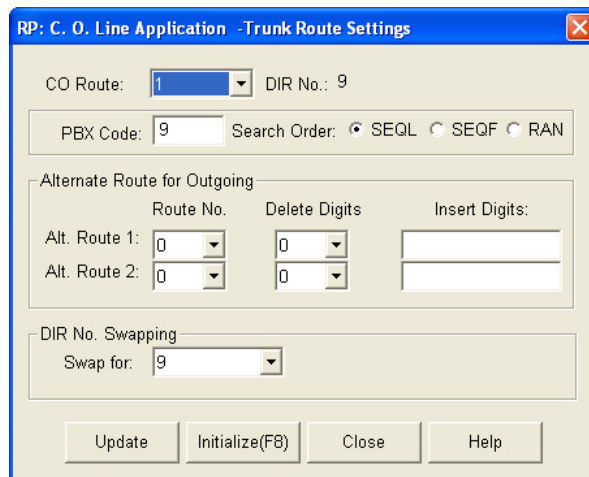 RP: C. O. Line Application -Trunk Route Settings
CO Route: 1 DIR No.: 9
PBX Code: 9 Search Order: SEQL SEQF RAN
Alternate Route for Outgoing
Route No. Delete Digits Insert Digits:
Alt. Route 1: 0 0
Alt. Route 2: 0 0
DIR No. Swapping
Swap for: 9
Update Initialize(F8) Close Help